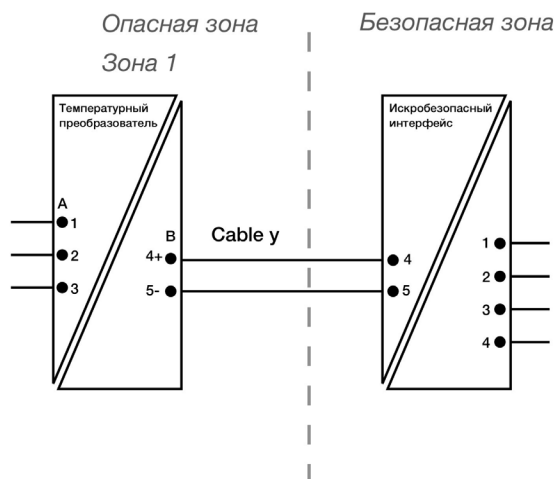 Опасная зона
Безопасная зона
Зона 1
Температурный
преобразователь
Искробезопасный
интерфейс
A
1
2
3
B
4+
5-
Cable y
4
5
1
2
3
4